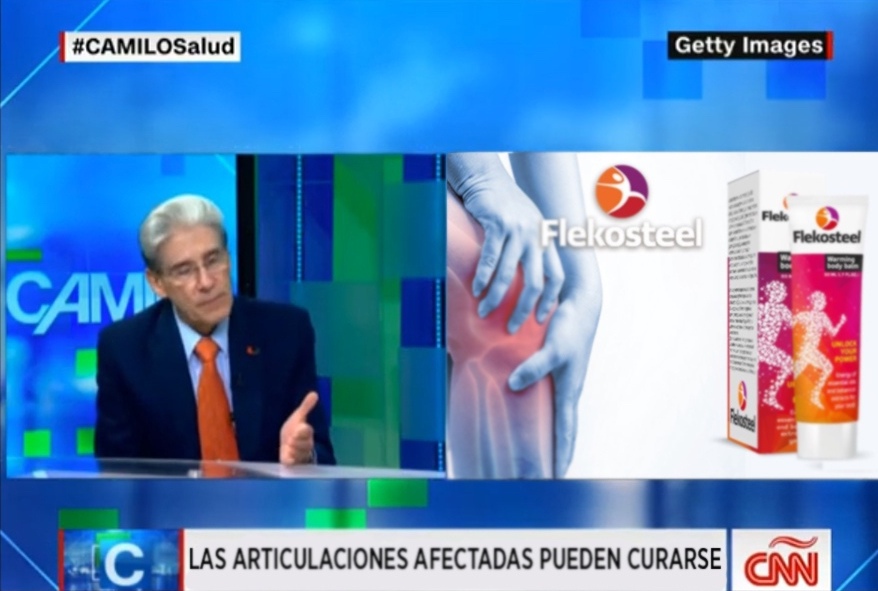 #CAMILOSalud
Getty Images
CAMI
Flekosteel
Flekosteel
Warming
body balm
UNLOCK
YOUR
POWER
Flekosteel
C
LAS ARTICULACIONES AFECTADAS PUEDEN CURARSE
CNN